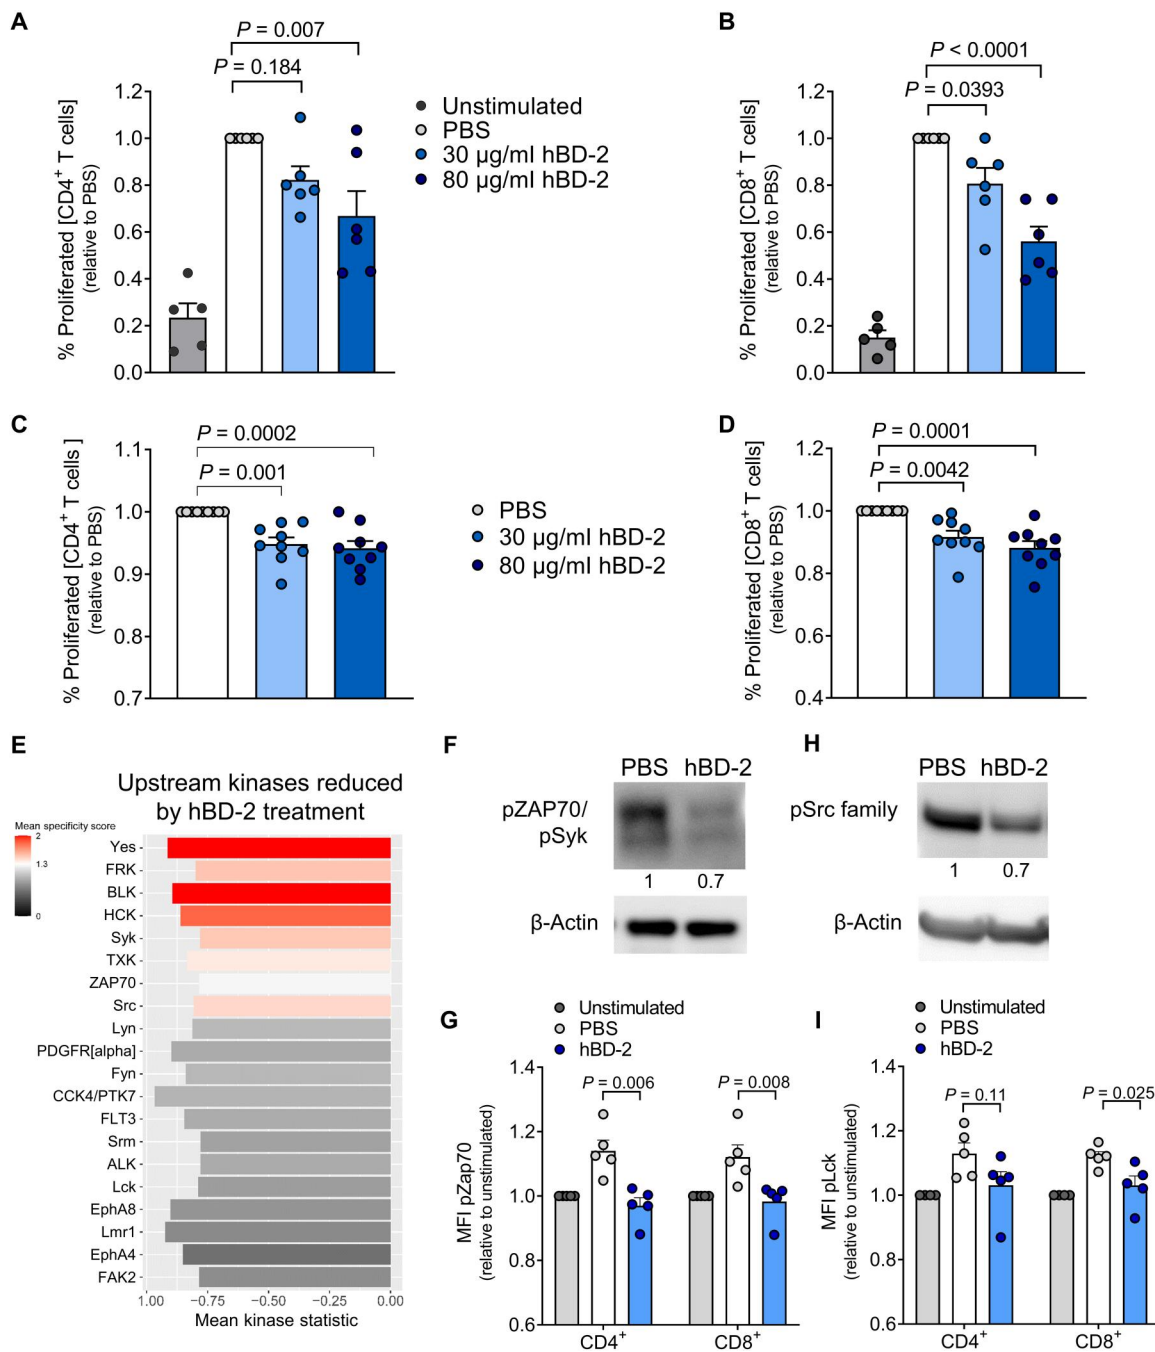 A
P = 0.007
P = 0.184
% Proliferated [CD4+ T cells]
(relative to PBS)
1.2
1.0
0.8
0.6
0.4
0.2
0.0
Unstimulated
PBS
30 µg/ml hBD-2
80 µg/ml hBD-2
B
P < 0.0001
P = 0.0393
% Proliferated [CD8+ T cells]
(relative to PBS)
1.2
1.0
0.8
0.6
0.4
0.2
0.0
C
P = 0.0002
P = 0.001
% Proliferated [CD4+ T cells ]
(relative to PBS)
1.1
1.0
0.9
0.8
0.7
PBS
30 µg/ml hBD-2
80 µg/ml hBD-2
D
P = 0.0001
P = 0.0042
% Proliferated [CD8+ T cells]
(relative to PBS)
1.2
1.0
0.8
0.6
0.4
E
Upstream kinases reduced
by hBD-2 treatment
Mean specificity score
2
1.3
0
Yes
FRK
BLK
HCK
Syk
TXK
ZAP70
Src
Lyn
PDGFR[alpha]
Fyn
CCK4/PTK7
FLT3
Srm
ALK
Lck
EphA8
Lmr1
EphA4
FAK2
1.00 −0.75 −0.50 −0.25 0.00
Mean kinase statistic
F
PBS hBD-2
pZAP70/
pSyk
1 0.7
β-Actin
H
PBS hBD-2
pSrc family
1 0.7
β-Actin
G
Unstimulated
PBS
hBD-2
P = 0.006
P = 0.008
MFI pZap70
(relative to unstimulated)
1.4
1.2
1.0
0.8
0.6
CD4+ CD8+
I
Unstimulated
PBS
hBD-2
P = 0.11
P = 0.025
MFI pLck
(relative to unstimulated)
1.4
1.2
1.0
0.8
0.6
CD4+ CD8+